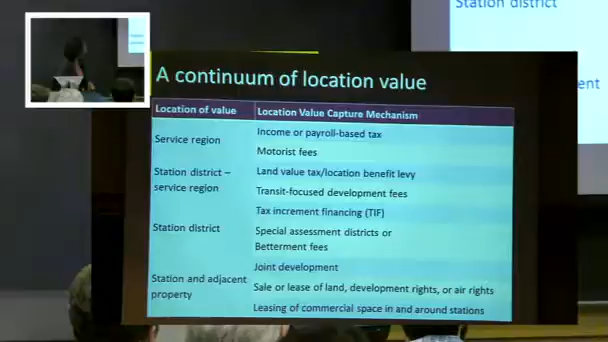 Station district
ent
A continuum of location value
Location of value Location Value Capture Mechanism
Service region Income or payroll-based tax
Motorist fees
Station district – service region Land value tax/location benefit levy
Transit-focused development fees
Station district Tax increment financing (TIF)
Special assessment districts or
Betterment fees
Station and adjacent property Joint development
Sale or lease of land, development rights, or air rights
Leasing of commercial space in and around stations